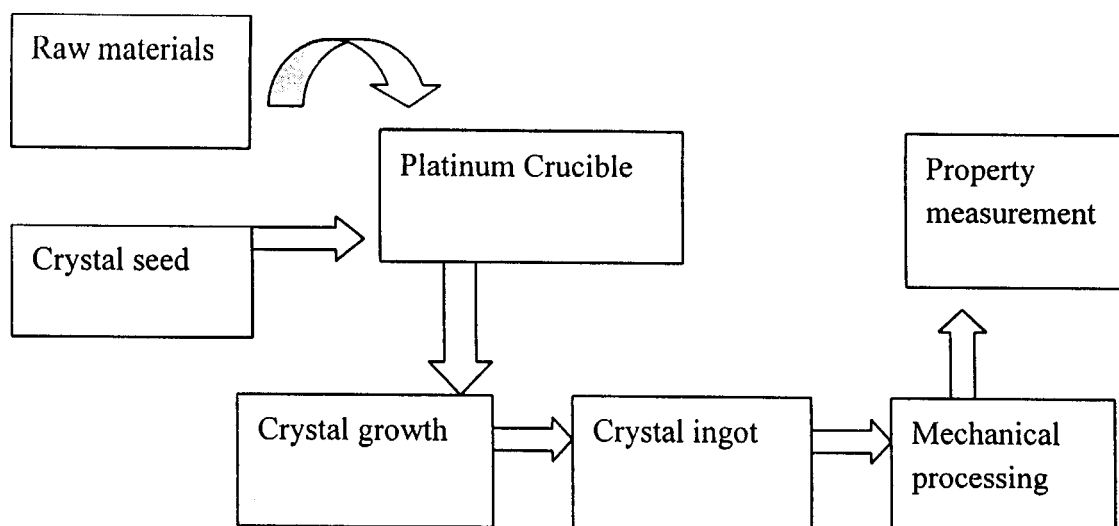 Raw materials
Platinum Crucible
Property
measurement
Crystal seed
Crystal growth
Crystal ingot
Mechanical
processing